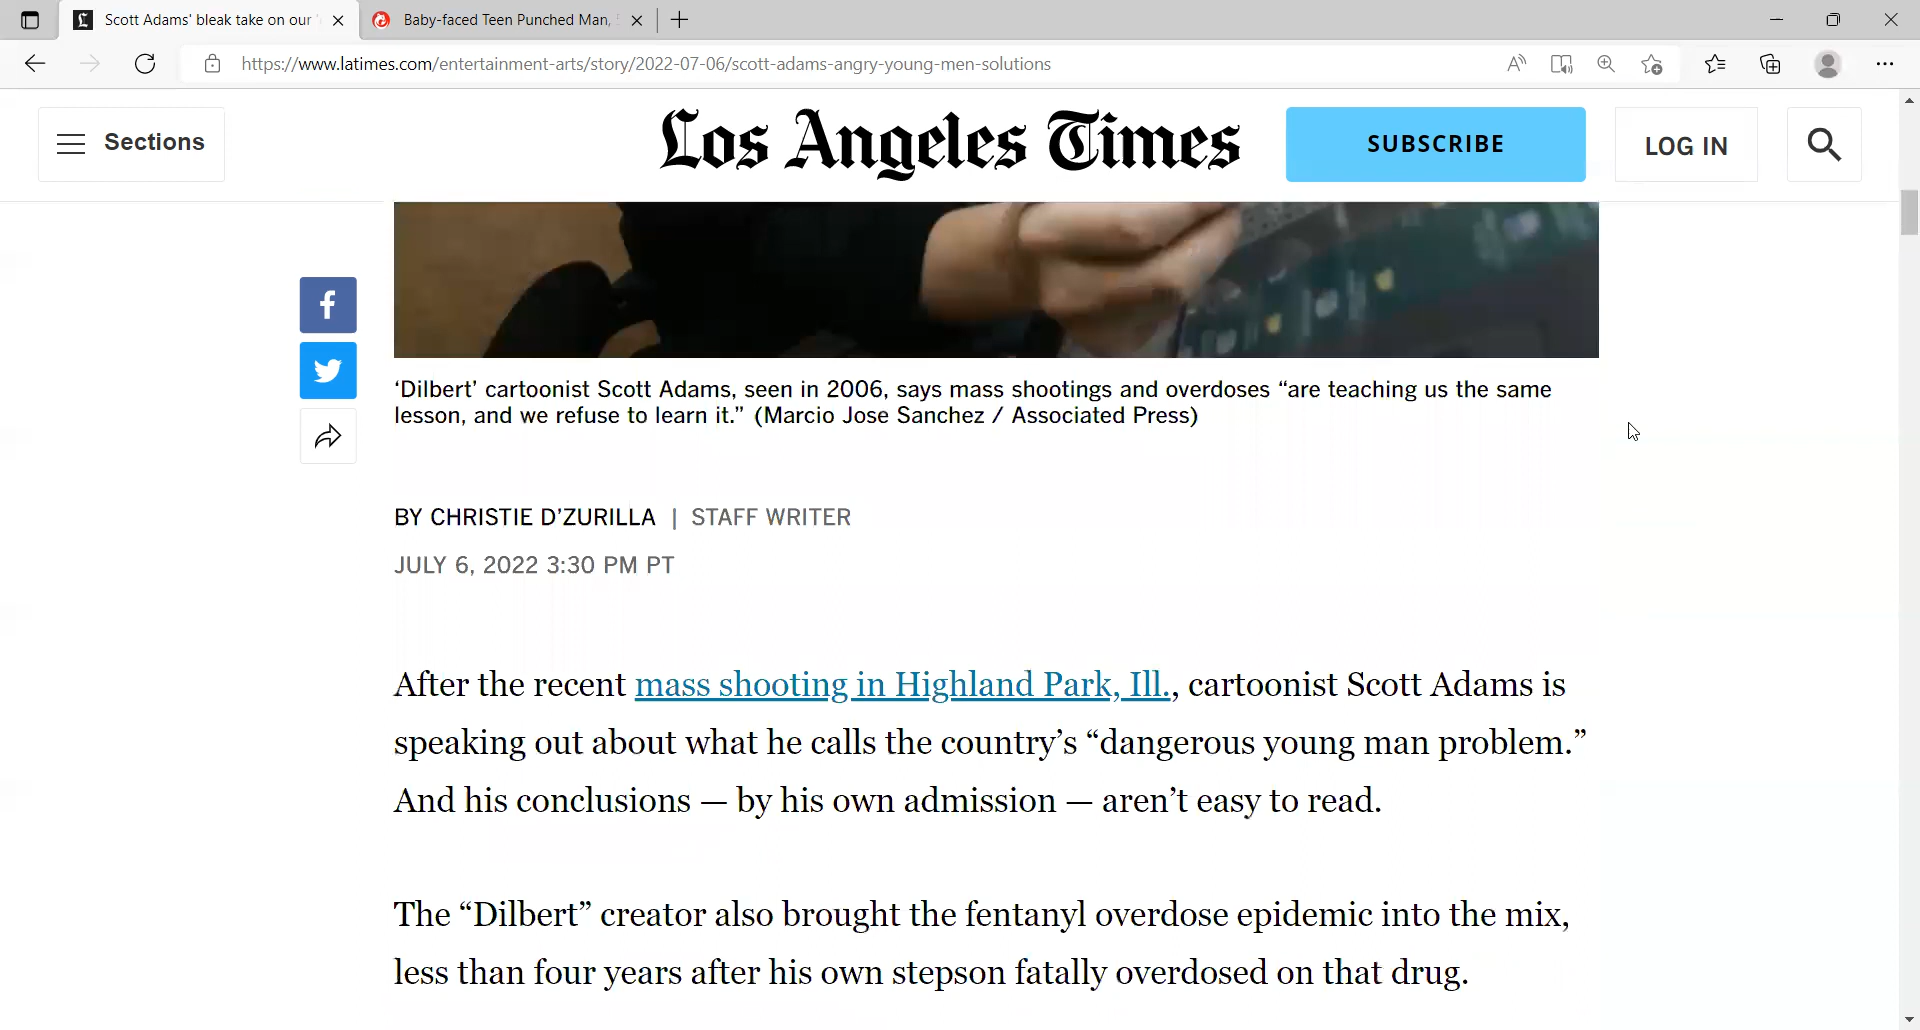 Scott Adams' bleak take on our
Baby-faced Teen Punched Man,
https://www.latimes.com/entertainment-arts/story/2022-07-06/scott-adams-angry-young-men-solutions
Sections
Los Angeles Times
SUBSCRIBE
LOG IN
‘Dilbert’ cartoonist Scott Adams, seen in 2006, says mass shootings and overdoses “are teaching us the same
lesson, and we refuse to learn it.” (Marcio Jose Sanchez / Associated Press)
BY CHRISTIE D’ZURILLA | STAFF WRITER
JULY 6, 2022 3:30 PM PT
After the recent mass shooting in Highland Park, Ill., cartoonist Scott Adams is
speaking out about what he calls the country’s “dangerous young man problem.”
And his conclusions — by his own admission — aren’t easy to read.
The “Dilbert” creator also brought the fentanyl overdose epidemic into the mix,
less than four years after his own stepson fatally overdosed on that drug.